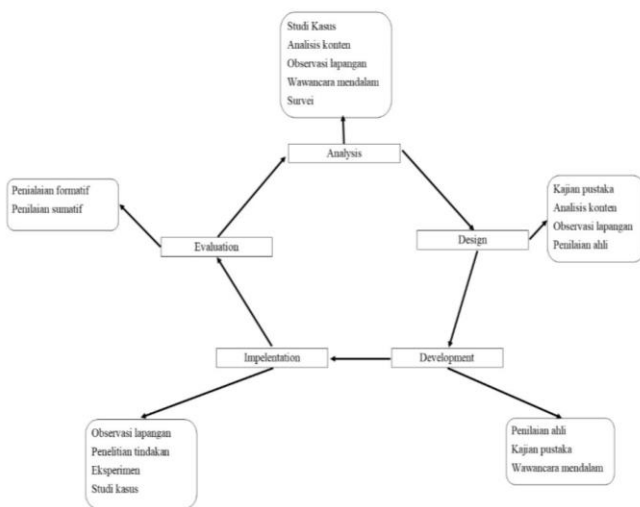 Studi Kasus
Analisis konten
Observasi lapangan
Wawancara mendalam
Survei
Analysis
Penialaian formatif
Penilaian sumatif
Kajian pustaka
Analisis konten
Observasi lapangan
Penilaian ahli
Evaluation
Design
Impelentation
Development
Observasi lapangan
Penelitian tindakan
Eksperimen
Studi kasus
Penilaian ahli
Kajian pustaka
Wawancara mendalam